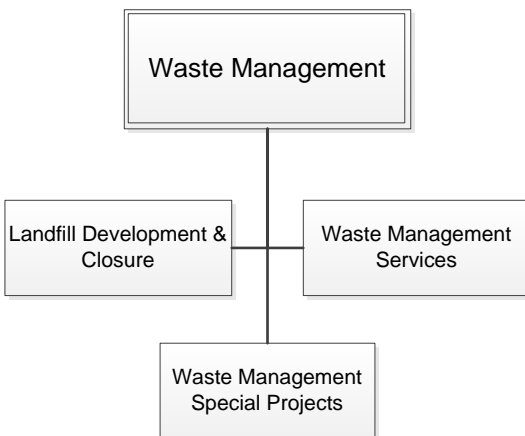 Waste Management
Landfill Development &
Closure
Waste Management
Services
Waste Management
Special Projects